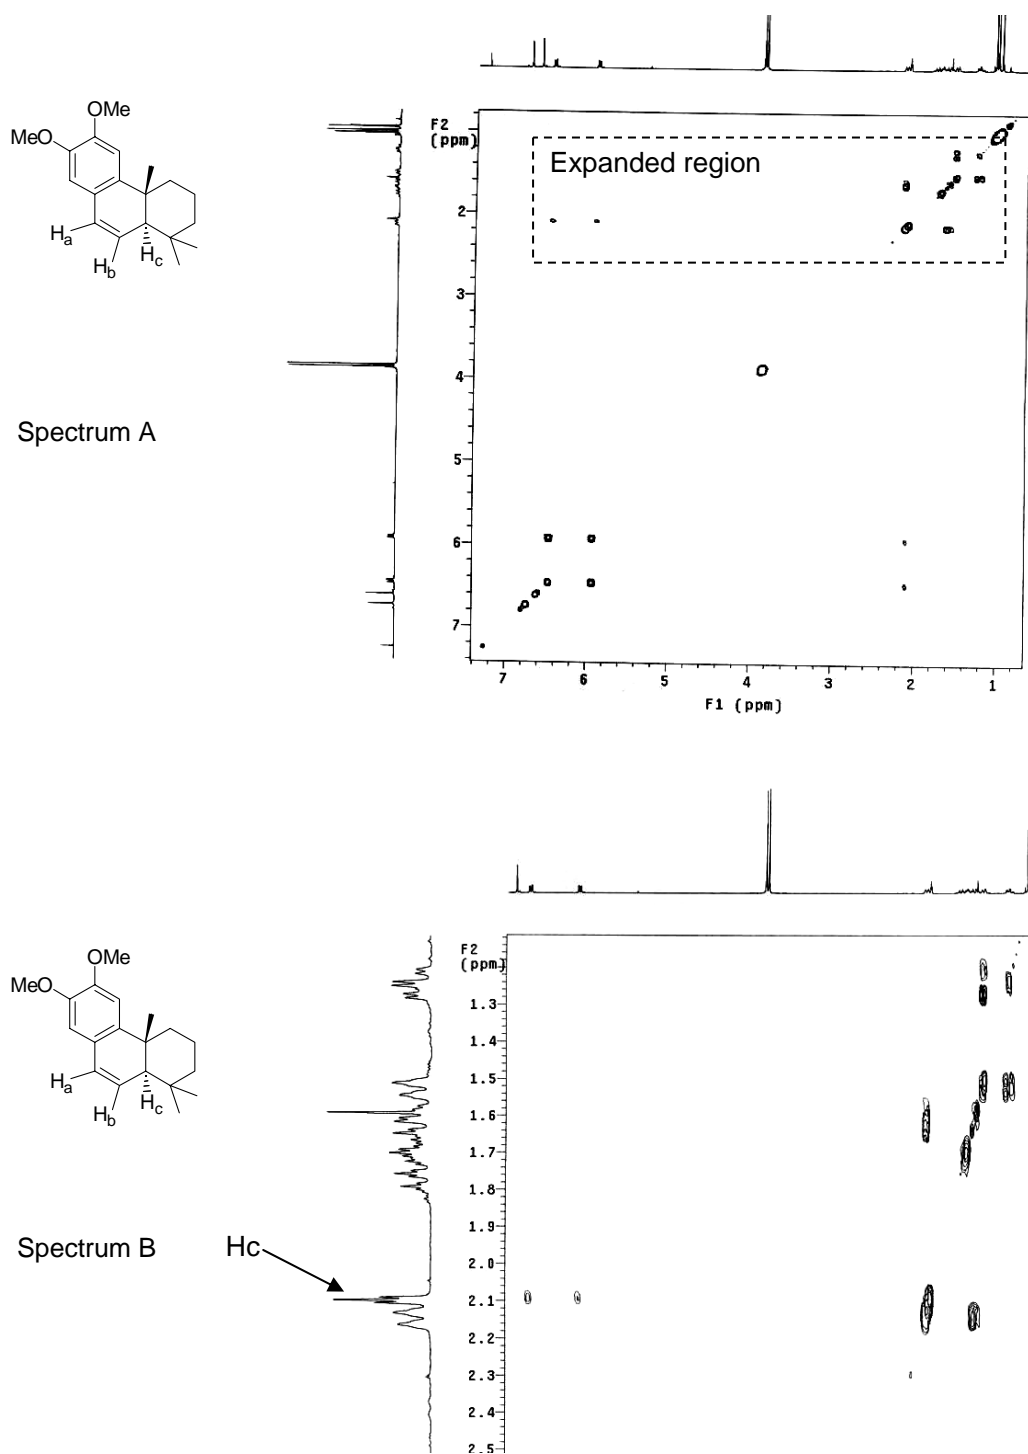 OMe
MeO
Ha
Hb
Hc
Spectrum A
F2
(ppm)
Expanded region
2
3
4
5
6
7
7 6 5 4 3 2 1
F1 (ppm)
OMe
MeO
Ha
Hb
Hc
Spectrum B
Hc
F2
(ppm)
1.3
1.4
1.5
1.6
1.7
1.8
1.9
2.0
2.1
2.2
2.3
2.4
2.5